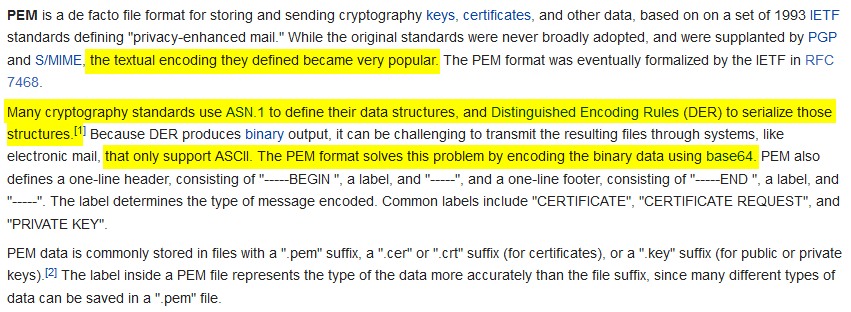 PEM is a de facto file format for storing and sending cryptography keys, certificates, and other data, based on on a set of 1993 IETF
standards defining "privacy-enhanced mail." While the original standards were never broadly adopted, and were supplanted by PGP
and S/MIME, the textual encoding they defined became very popular. The PEM format was eventually formalized by the IETF in RFC
7468.
Many cryptography standards use ASN.1 to define their data structures, and Distinguished Encoding Rules (DER) to serialize those
structures.[1] Because DER produces binary output, it can be challenging to transmit the resulting files through systems, like
electronic mail, that only support ASCII. The PEM format solves this problem by encoding the binary data using base64. PEM also
defines a one-line header, consisting of "-----BEGIN ", a label, and "-----", and a one-line footer, consisting of "-----END ", a label, and
"-----". The label determines the type of message encoded. Common labels include "CERTIFICATE", "CERTIFICATE REQUEST", and
"PRIVATE KEY".
PEM data is commonly stored in files with a ".pem" suffix, a ".cer" or ".crt" suffix (for certificates), or a ".key" suffix (for public or private
keys).[2] The label inside a PEM file represents the type of the data more accurately than the file suffix, since many different types of
data can be saved in a ".pem" file.